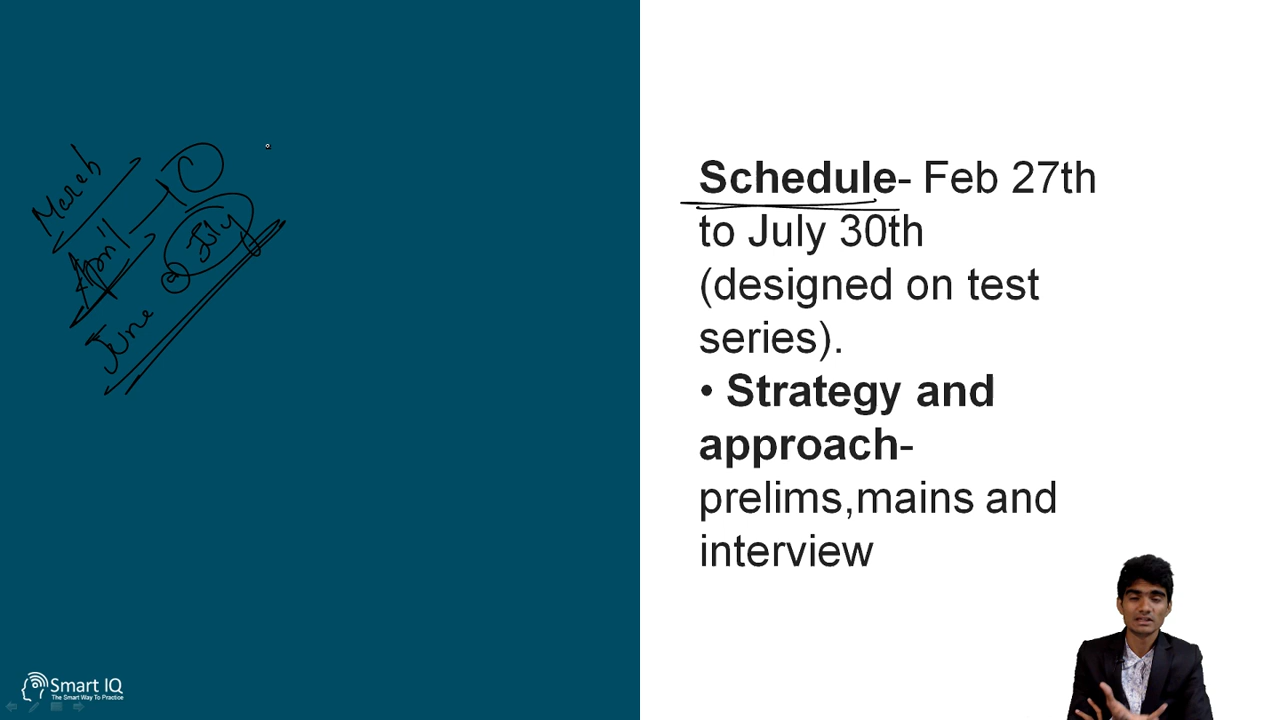 March
April
June @ July
Schedule- Feb 27th
to July 30th
(designed on test
series).
• Strategy and
approach-
prelims,mains and
interview
Smart IQ
The Smart Way To Practice